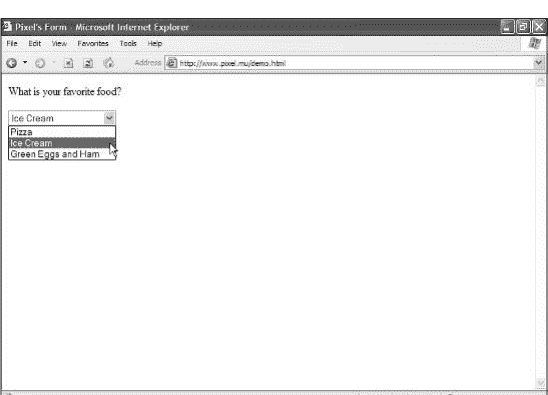 Pixel's Form - Microsoft Internet Explorer
File Edit View Favorites Tools Help
Address http://www.pixel.mu/demo.html
What is your favorite food?
Ice Cream
Pizza
Ice Cream
Green Eggs and Ham